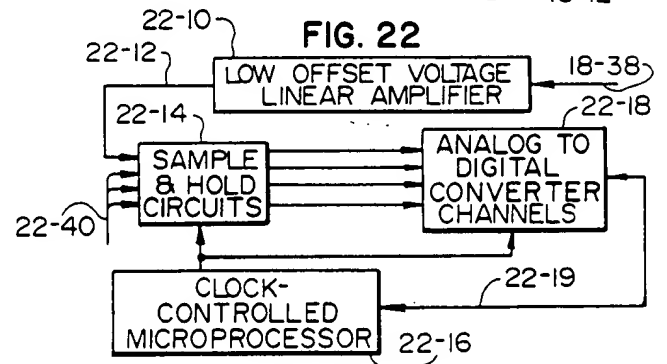 22-10
FIG. 22
22-12
LOW OFFSET VOLTAGE
LINEAR AMPLIFIER
18-38
22-14
22-18
SAMPLE
& HOLD
CIRCUITS
ANALOG TO
DIGITAL
CONVERTER
CHANNELS
22-40
22-19
CLOCK-
CONTROLLED
MICROPROCESSOR
22-16